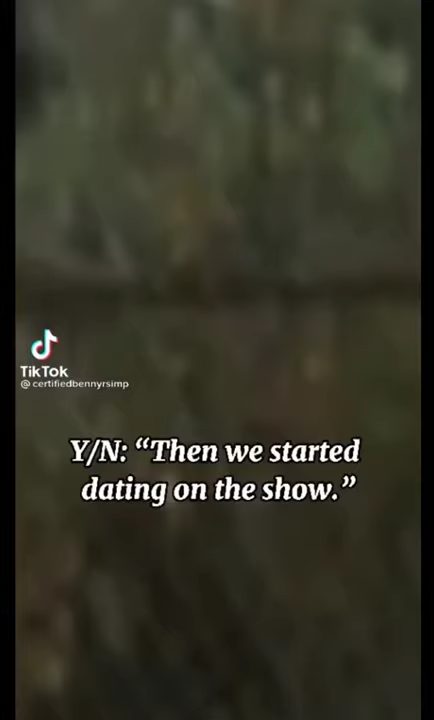 TikTok
@ certifiedbennyrsimp
Y/N: “Then we started
dating on the show.”